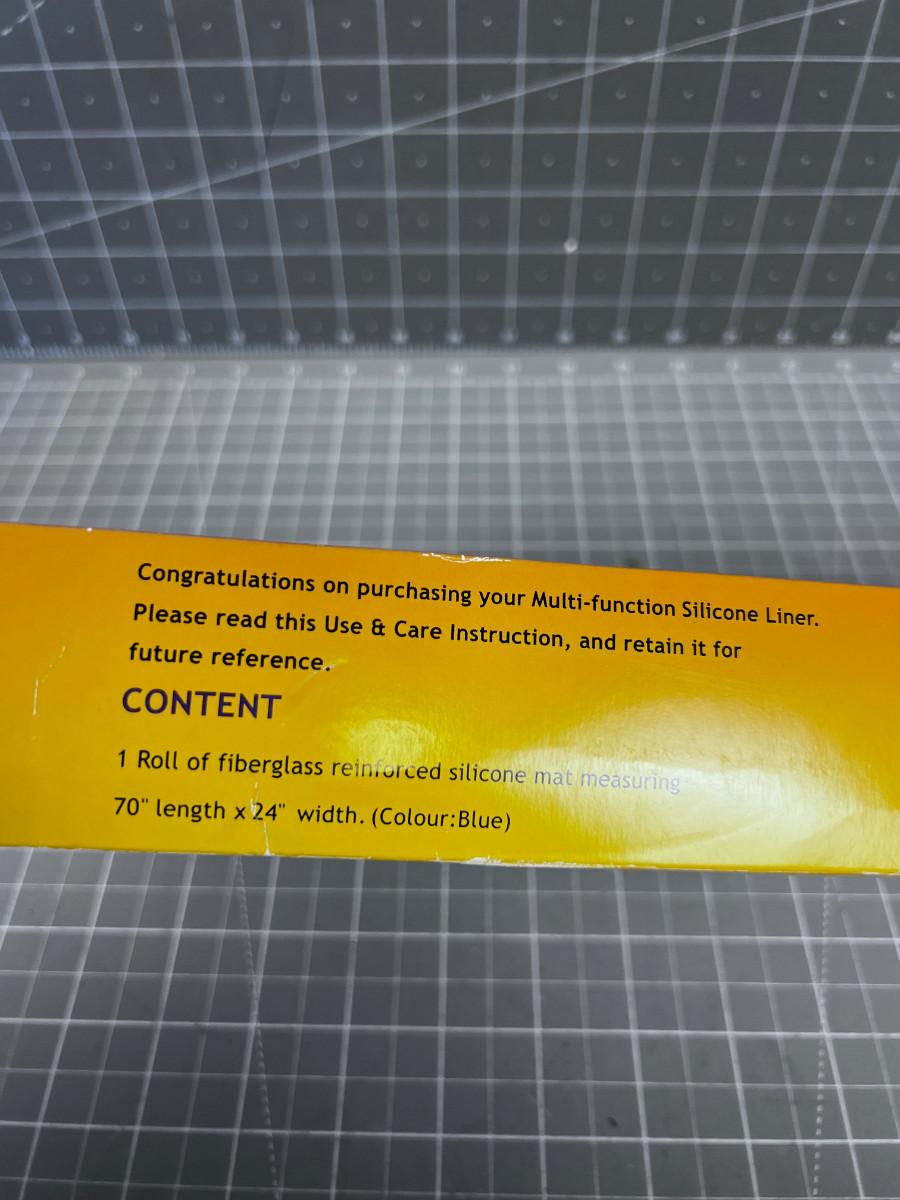 Congratulations on purchasing your Multi-function Silicone Liner.
Please read this Use & Care Instruction, and retain it for
future reference.
CONTENT
1 Roll of fiberglass reinforced silicone mat measuring
70" length x 24" width. (Colour:Blue)